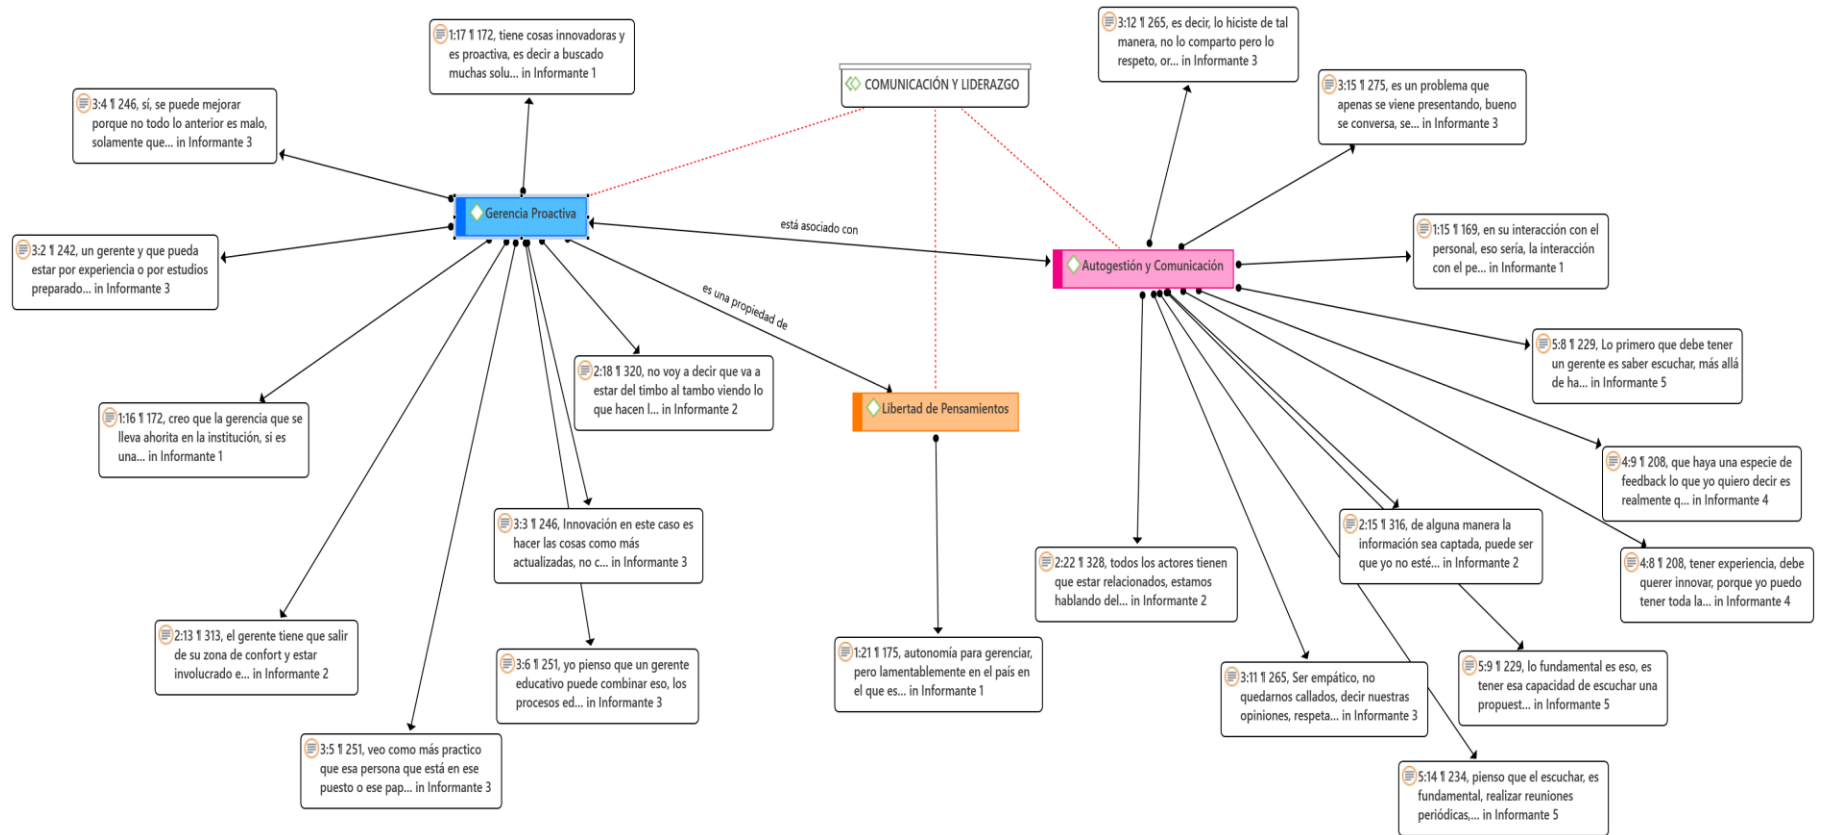 1:17 ¶ 172, tiene cosas innovadoras y
es proactiva, es decir a buscado
muchas solu... in Informante 1
3:12 ¶ 265, es decir, lo hiciste de tal
manera, no lo comparto pero lo
respeto, or... in Informante 3
COMUNICACIÓN Y LIDERAZGO
3:15 ¶ 275, es un problema que
apenas se viene presentando, bueno
se conversa, se... in Informante 3
3:4 ¶ 246, sí, se puede mejorar
porque no todo lo anterior es malo,
solamente que... in Informante 3
Gerencia Proactiva
está asociado con
1:15 ¶ 169, en su interacción con el
personal, eso sería, la interacción
con el pe... in Informante 1
3:2 ¶ 242, un gerente y que pueda
estar por experiencia o por estudios
preparado... in Informante 3
Autogestión y Comunicación
es una propiedad de
5:8 ¶ 229, Lo primero que debe tener
un gerente es saber escuchar, más allá
de ha... in Informante 5
2:18 ¶ 320, no voy a decir que va a
estar del timbo al tambo viendo lo
que hacen l... in Informante 2
Libertad de Pensamientos
1:16 ¶ 172, creo que la gerencia que se
lleva ahorita en la institución, si es
una... in Informante 1
4:9 ¶ 208, que haya una especie de
feedback lo que yo quiero decir es
realmente q... in Informante 4
3:3 ¶ 246, Innovación en este caso es
hacer las cosas como más
actualizadas, no c... in Informante 3
2:15 ¶ 316, de alguna manera la
información sea captada, puede ser
que yo no esté... in Informante 2
2:22 ¶ 328, todos los actores tienen
que estar relacionados, estamos
hablando del... in Informante 2
4:8 ¶ 208, tener experiencia, debe
querer innovar, porque yo puedo
tener toda la... in Informante 4
2:13 ¶ 313, el gerente tiene que salir
de su zona de confort y estar
involucrado e... in Informante 2
3:6 ¶ 251, yo pienso que un gerente
educativo puede combinar eso, los
procesos ed... in Informante 3
1:21 ¶ 175, autonomía para gerenciar,
pero lamentablemente en el país en
el que es... in Informante 1
3:11 ¶ 265, Ser empático, no
quedarnos callados, decir nuestras
opiniones, respeta... in Informante 3
5:9 ¶ 229, lo fundamental es eso, es
tener esa capacidad de escuchar una
propuest... in Informante 5
3:5 ¶ 251, veo como más practico
que esa persona que está en ese
puesto o ese pap... in Informante 3
5:14 ¶ 234, pienso que el escuchar, es
fundamental, realizar reuniones
periódicas,... in Informante 5